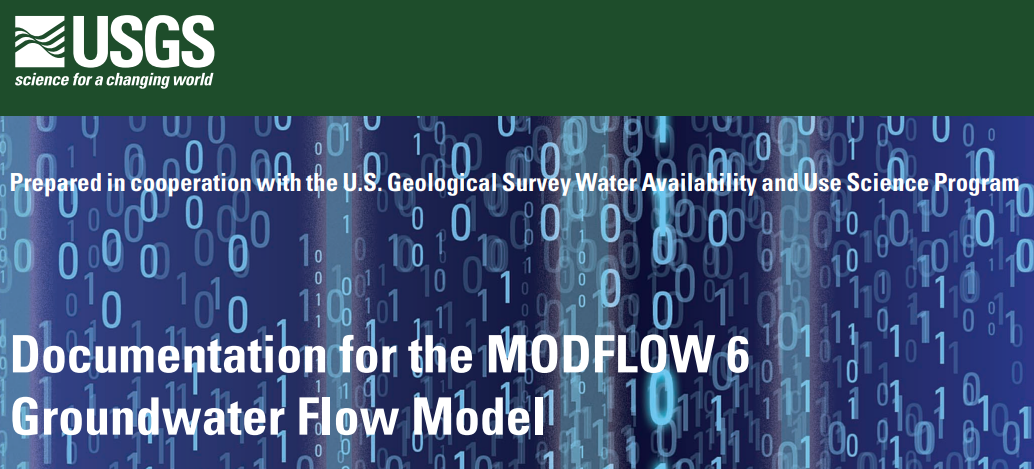 USGS
science for a changing world
Prepared in cooperation with the U.S. Geological Survey Water Availability and Use Science Program
Documentation for the MODFLOW 6
Groundwater Flow Model